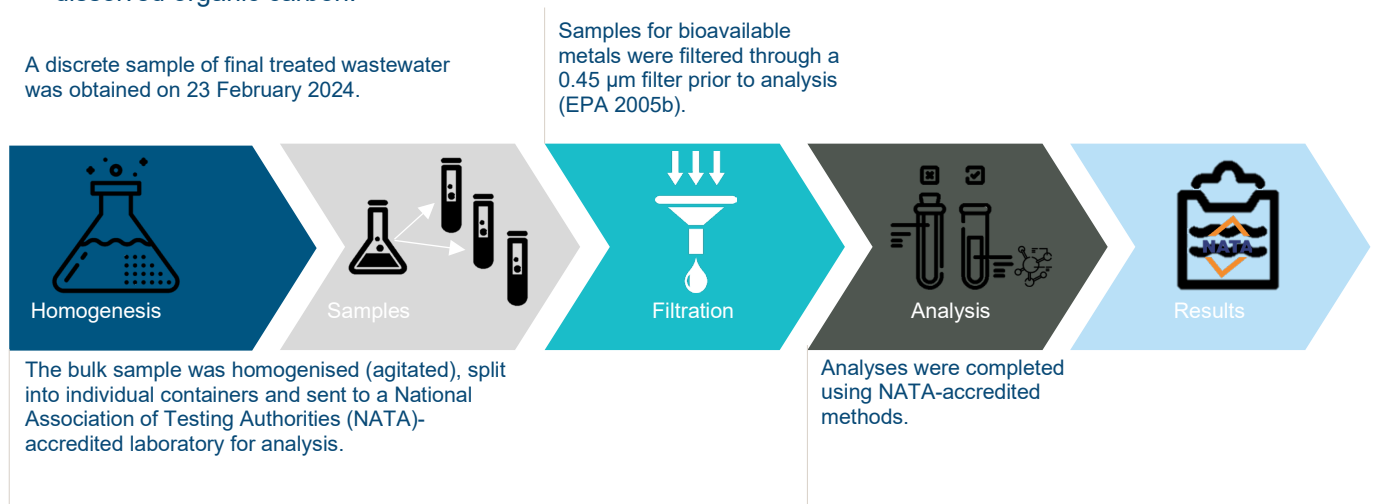 dissolved organic carbon.
A discrete sample of final treated wastewater
was obtained on 23 February 2024.
Samples for bioavailable
metals were filtered through a
0.45 µm filter prior to analysis
(EPA 2005b).
Homogenesis
Samples
Filtration
Analysis
NATA
Results
The bulk sample was homogenised (agitated), split
into individual containers and sent to a National
Association of Testing Authorities (NATA)-
accredited laboratory for analysis.
Analyses were completed
using NATA-accredited
methods.